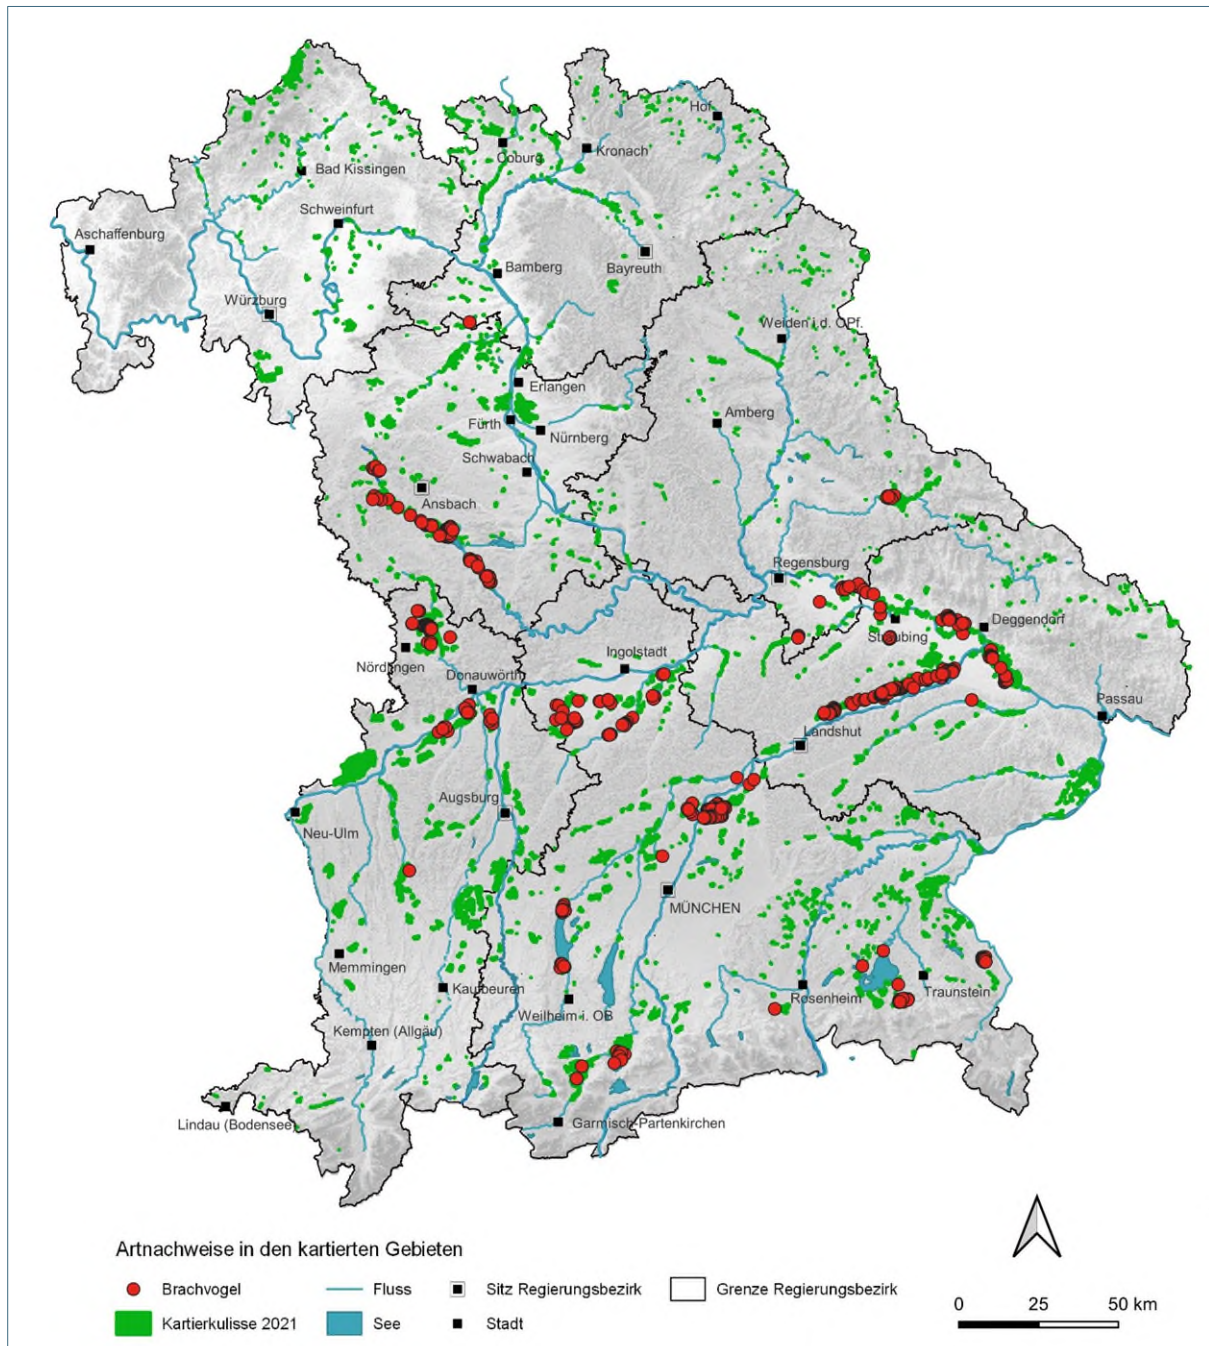 Hof
Coburg
Kronach
Bad Kissingen
Schweinfurt
Aschaffenburg
Bamberg
Bayreuth
Würzburg
Weiden i.d. OPf.
Erlangen
Amberg
Fürth
Nürnberg
Schwabach
Ansbach
Regensburg
Straubing
Deggendorf
Nördlingen
Ingolstadt
Donauwörth
Passau
Landshut
Augsburg
Neu-Ulm
MÜNCHEN
Memmingen
Kaufbeuren
Rosenheim
Traunstein
Weilheim i. OB
Kempten (Allgäu)
Lindau (Bodensee)
Garmisch-Partenkirchen
Artnachweise in den kartierten Gebieten
Brachvogel
Fluss
Sitz Regierungsbezirk
Grenze Regierungsbezirk
Kartierkulisse 2021
See
Stadt
0 25 50 km